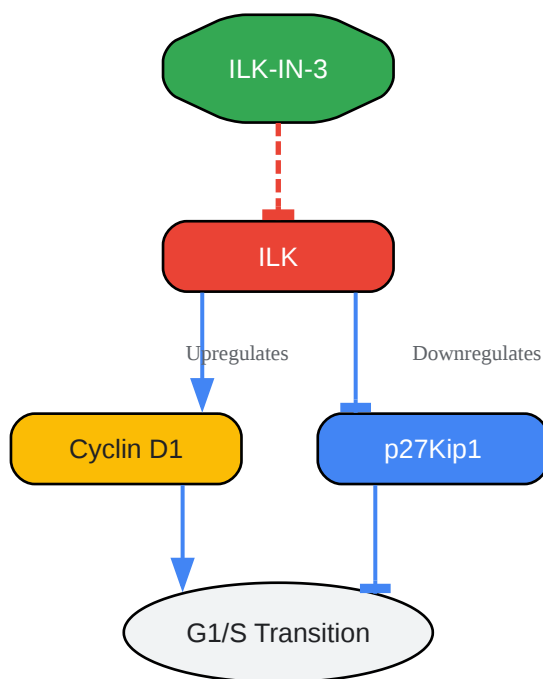 ILK-IN-3
ILK
Upregulates
Downregulates
Cyclin D1
p27Kip1
G1/S Transition